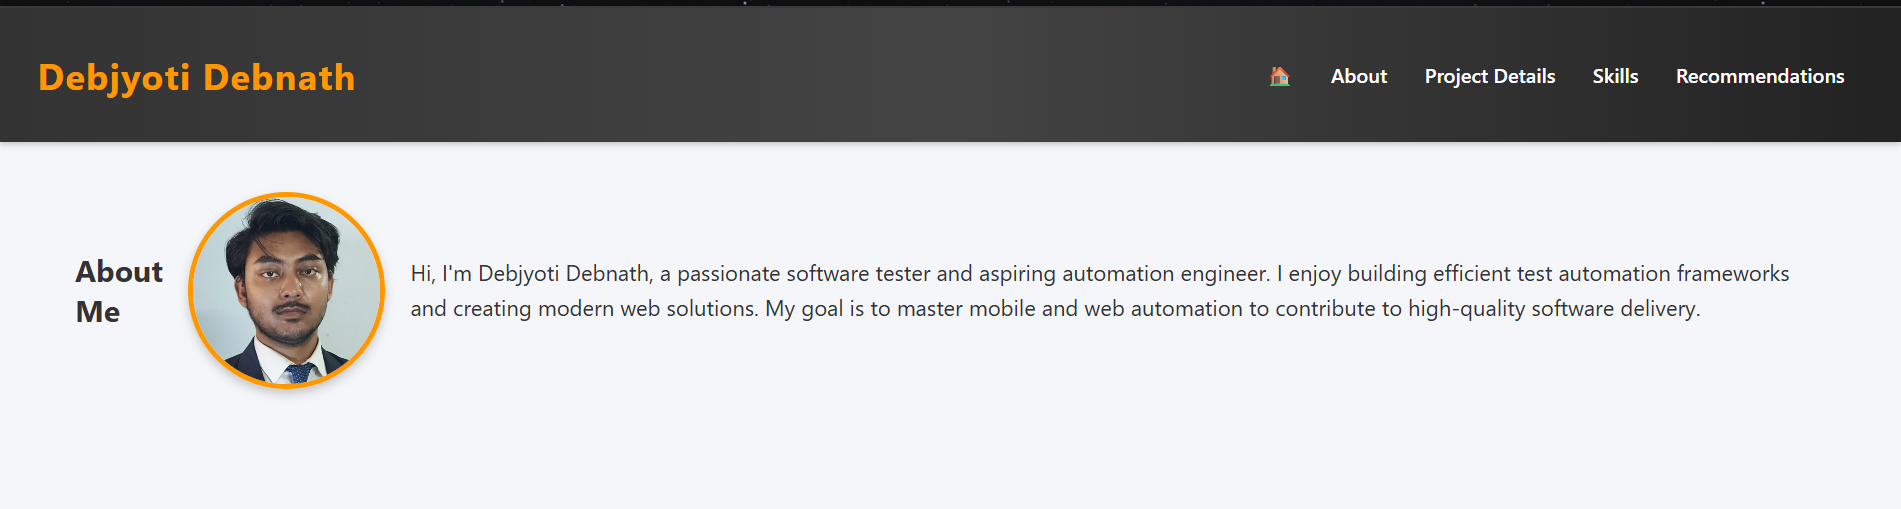 Debjyoti Debnath
About
Project Details
Skills
Recommendations
About
Me
Hi, I'm Debjyoti Debnath, a passionate software tester and aspiring automation engineer. I enjoy building efficient test automation frameworks
and creating modern web solutions. My goal is to master mobile and web automation to contribute to high-quality software delivery.